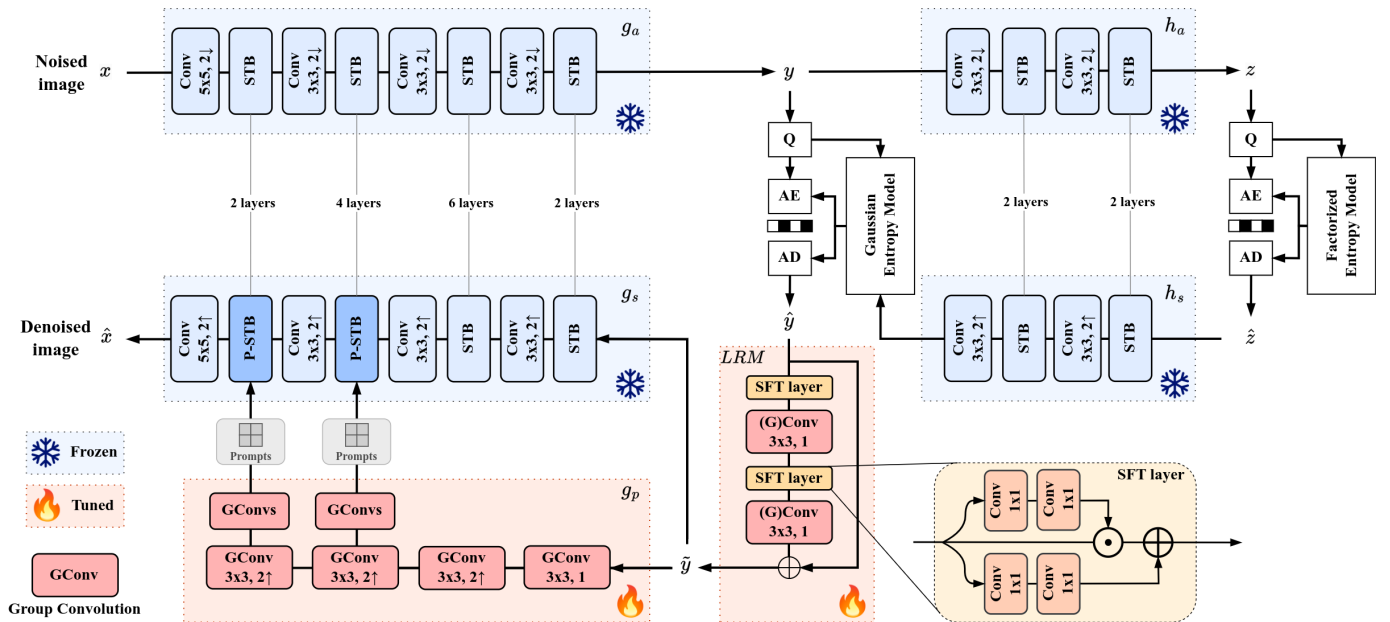 Noised
image
x
Conv
5x5, 2↓
STB
Conv
3x3, 2↓
STB
Conv
3x3, 2↓
STB
Conv
3x3, 2↓
STB
g_a
y
Conv
3x3, 2↓
STB
Conv
3x3, 2↓
STB
h_a
z
Q
AE
AD
Gaussian
Entropy Model
Q
AE
AD
Factorized
Entropy Model
2 layers
4 layers
6 layers
2 layers
2 layers
2 layers
Denoised
image
x̂
Conv
5x5, 2↑
P-STB
Conv
3x3, 2↑
P-STB
Conv
3x3, 2↑
STB
Conv
3x3, 2↑
STB
g_s
ŷ
Conv
3x3, 2↑
STB
Conv
3x3, 2↑
STB
h_s
ẑ
Prompts
Prompts
LRM
SFT layer
(G)Conv
3x3, 1
SFT layer
(G)Conv
3x3, 1
Frozen
Tuned
GConv
Group Convolution
g_p
GConvs
GConvs
GConv
3x3, 2↑
GConv
3x3, 2↑
GConv
3x3, 2↑
GConv
3x3, 1
ỹ
SFT layer
Conv
1x1
Conv
1x1
Conv
1x1
Conv
1x1